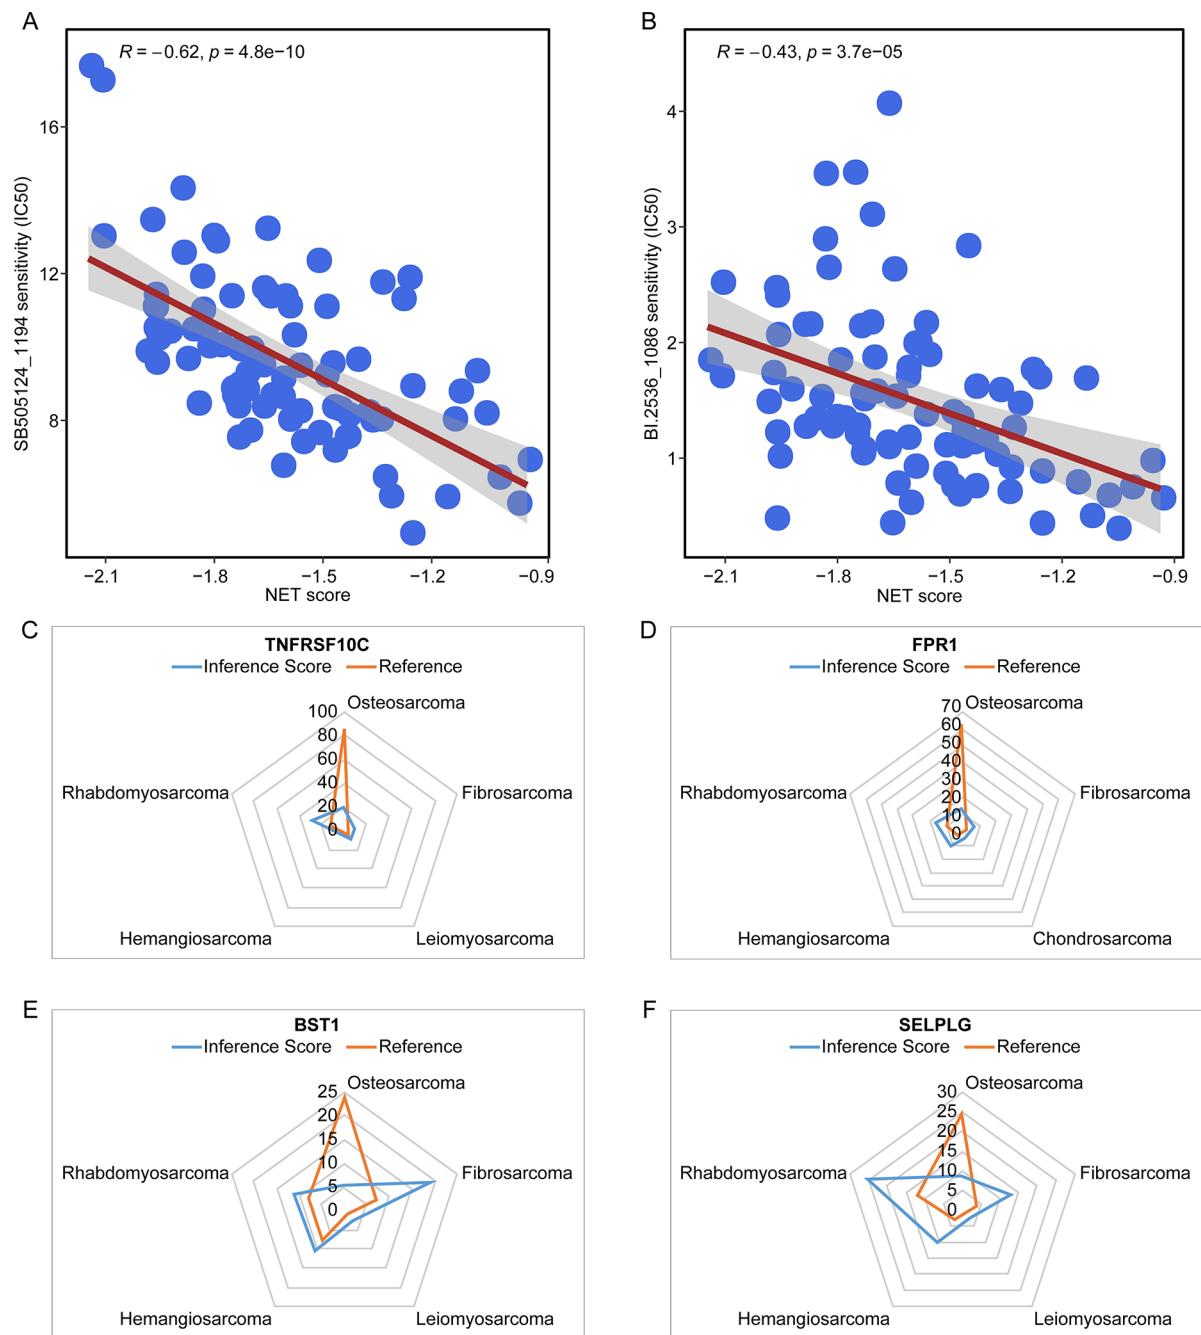 A
R = −0.62, p = 4.8e−10
16
12
8
SB505124_1194 sensitivity (IC50)
−2.1 −1.8 −1.5 −1.2 −0.9
NET score
B
R = −0.43, p = 3.7e−05
4
3
2
1
BI.2536_1086 sensitivity (IC50)
−2.1 −1.8 −1.5 −1.2 −0.9
NET score
C
TNFRSF10C
Inference Score Reference
Osteosarcoma
100
80
60
40
20
0
Rhabdomyosarcoma
Fibrosarcoma
Hemangiosarcoma
Leiomyosarcoma
D
FPR1
Inference Score Reference
Osteosarcoma
70
60
50
40
30
20
10
0
Rhabdomyosarcoma
Fibrosarcoma
Hemangiosarcoma
Chondrosarcoma
E
BST1
Inference Score Reference
Osteosarcoma
25
20
15
10
5
0
Rhabdomyosarcoma
Fibrosarcoma
Hemangiosarcoma
Leiomyosarcoma
F
SELPLG
Inference Score Reference
Osteosarcoma
30
25
20
15
10
5
0
Rhabdomyosarcoma
Fibrosarcoma
Hemangiosarcoma
Leiomyosarcoma